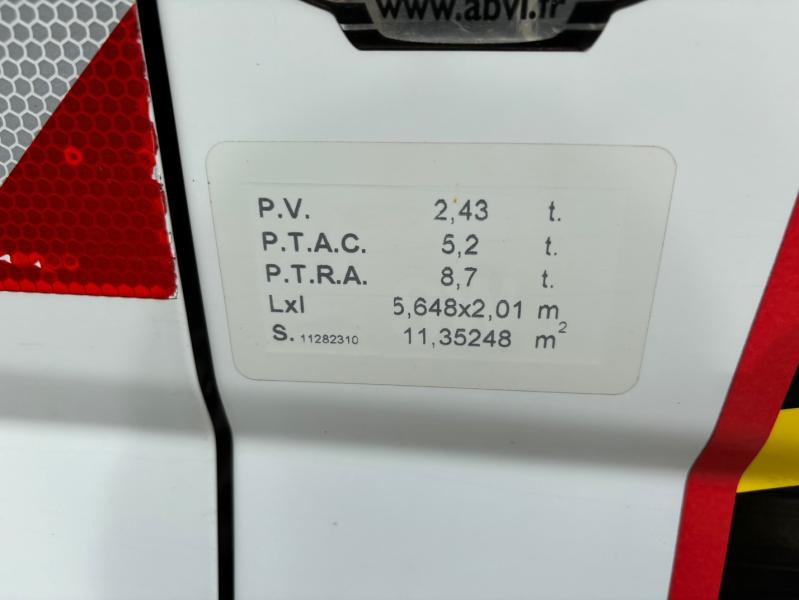 www.abvi.fr
P.V. 2,43 t.
P.T.A.C. 5,2 t.
P.T.R.A. 8,7 t.
Lxl 5,648x2,01 m
S. 11282310 11,35248 m²